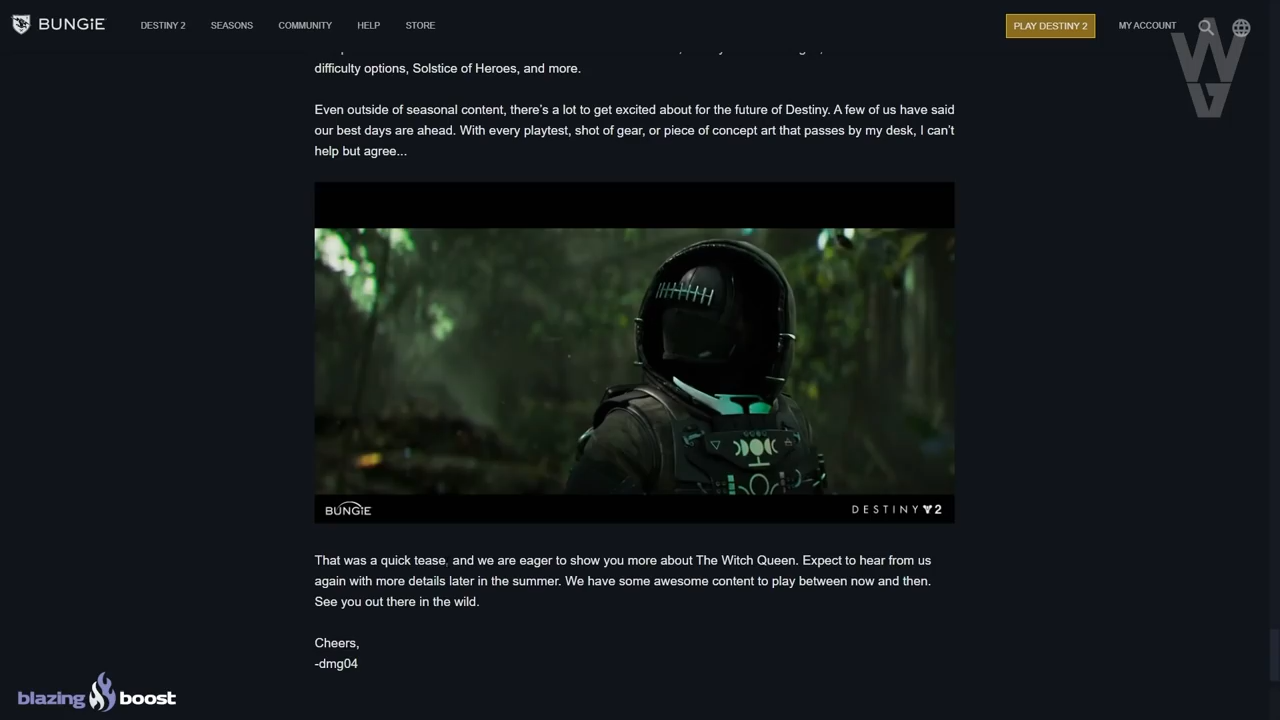 BUNGiE
DESTINY 2
SEASONS
COMMUNITY
HELP
STORE
PLAY DESTINY 2
MY ACCOUNT
difficulty options, Solstice of Heroes, and more.
Even outside of seasonal content, there's a lot to get excited about for the future of Destiny. A few of us have said
our best days are ahead. With every playtest, shot of gear, or piece of concept art that passes by my desk, I can't
help but agree...
BUNGiE
DESTINY 2
That was a quick tease, and we are eager to show you more about The Witch Queen. Expect to hear from us
again with more details later in the summer. We have some awesome content to play between now and then.
See you out there in the wild.
Cheers,
-dmg04
blazing boost